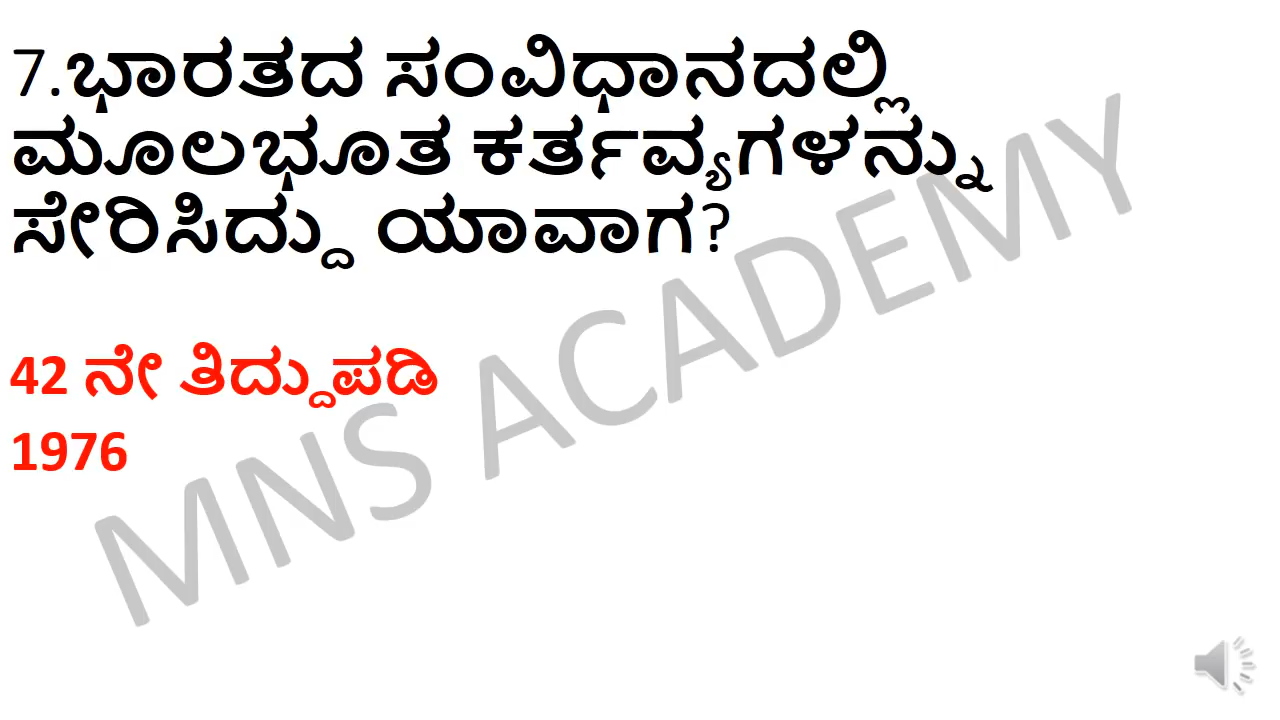 7.ಭಾರತದ ಸಂವಿಧಾನದಲ್ಲಿ
ಮೂಲಭೂತ ಕರ್ತವ್ಯಗಳನ್ನು
ಸೇರಿಸಿದ್ದು ಯಾವಾಗ?
42 ನೇ ತಿದ್ದುಪಡಿ
1976
MNS ACADEMY